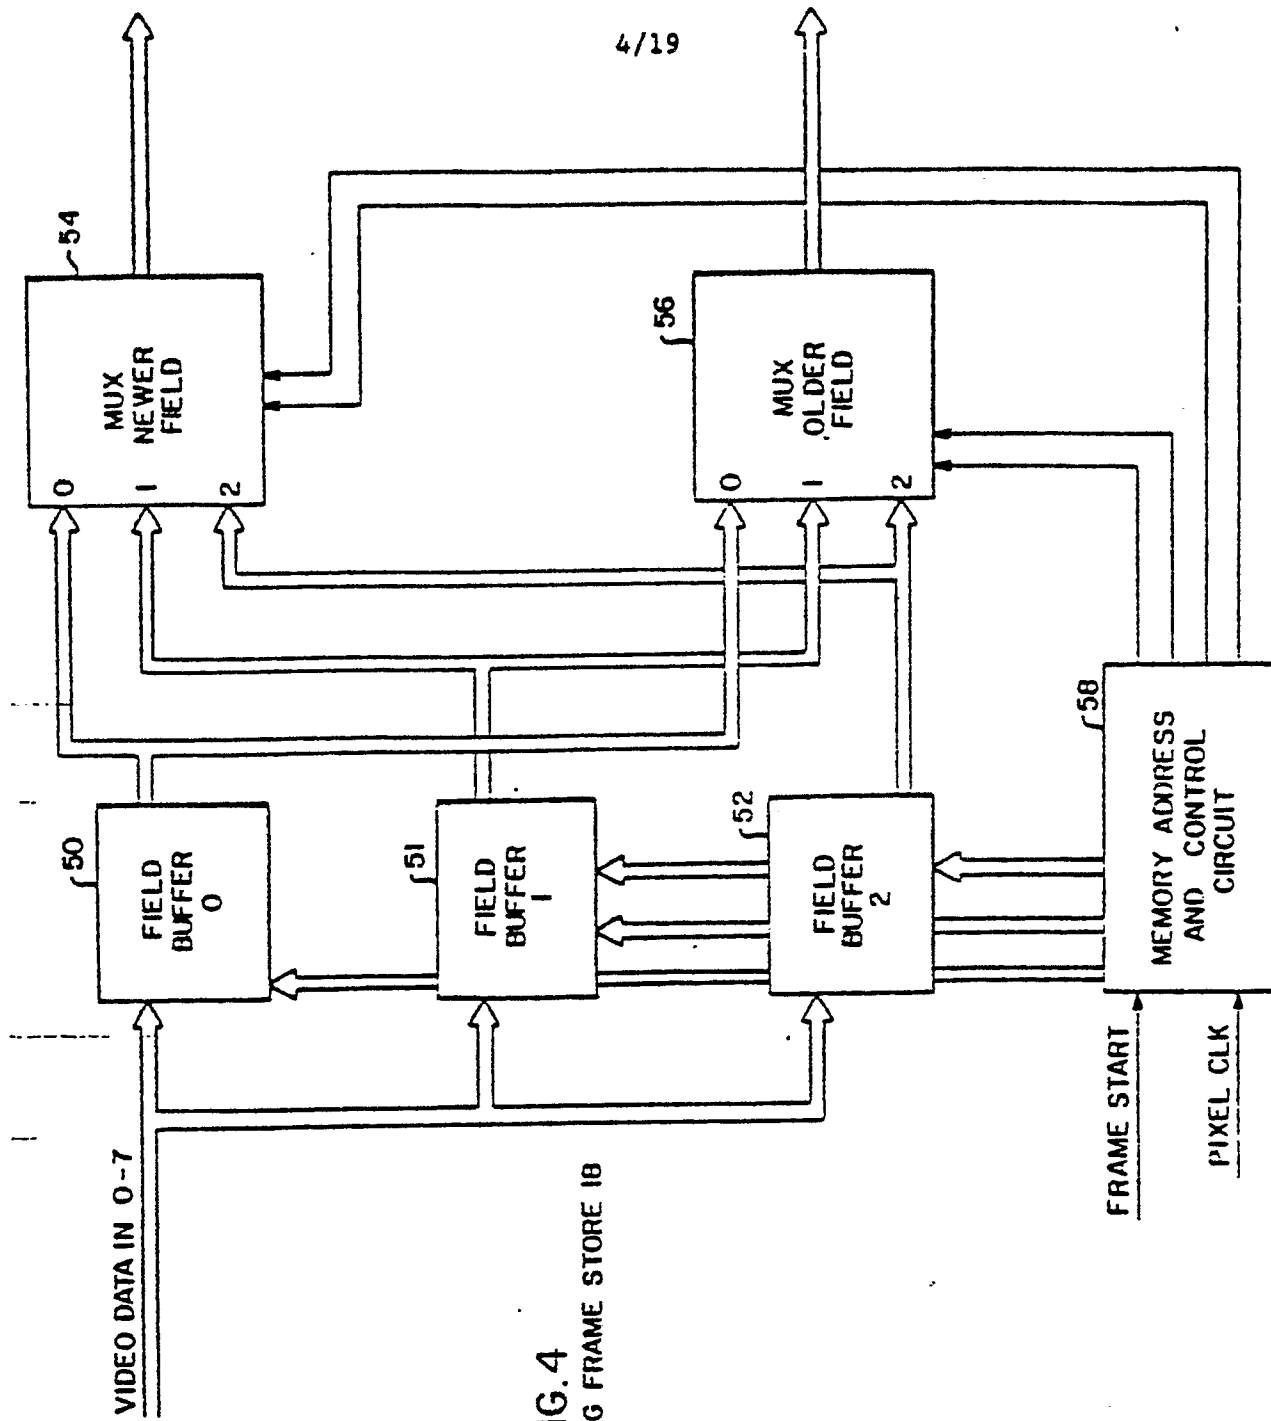 4/19
54
MUX
NEWER
FIELD
0
1
2
56
MUX
OLDER
FIELD
0
1
2
50
FIELD
BUFFER
0
51
FIELD
BUFFER
1
52
FIELD
BUFFER
2
58
MEMORY ADDRESS
AND CONTROL
CIRCUIT
VIDEO DATA IN 0-7
FRAME START
PIXEL CLK
G.4
G FRAME STORE 18